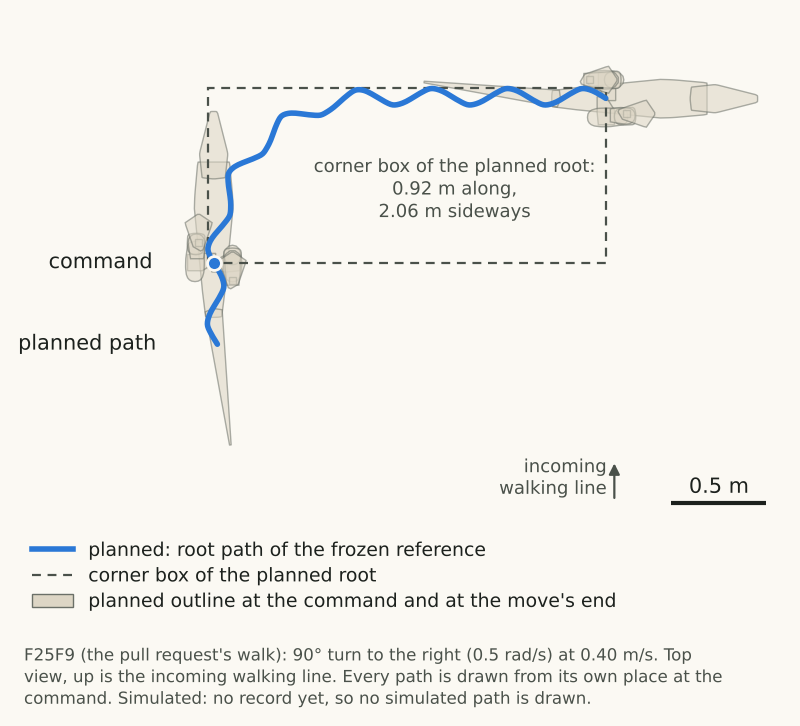 corner box of the planned root:
0.92 m along,
2.06 m sideways
command
planned path
incoming
walking line
0.5 m
planned: root path of the frozen reference
corner box of the planned root
planned outline at the command and at the move's end
F25F9 (the pull request's walk): 90° turn to the right (0.5 rad/s) at 0.40 m/s. Top
view, up is the incoming walking line. Every path is drawn from its own place at the
command. Simulated: no record yet, so no simulated path is drawn.